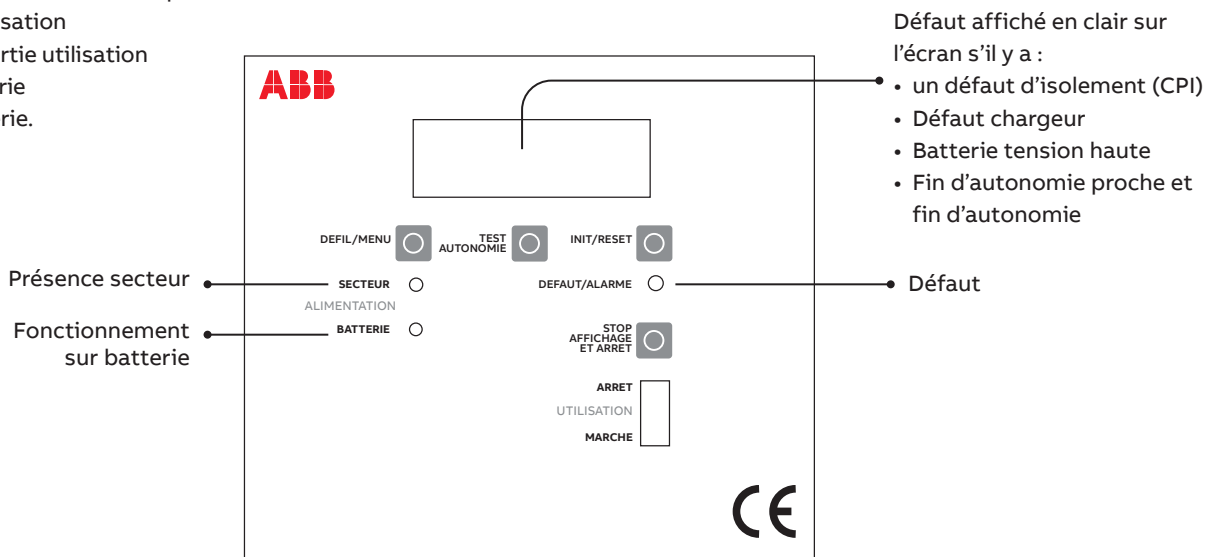 sation
rtie utilisation
rie
rie.
Défaut affiché en clair sur
l’écran s’il y a :
• un défaut d’isolement (CPI)
• Défaut chargeur
• Batterie tension haute
• Fin d’autonomie proche et
fin d’autonomie
ABB
DEFIL/MENU
TEST
AUTONOMIE
INIT/RESET
Présence secteur
SECTEUR
DEFAUT/ALARME
Défaut
ALIMENTATION
Fonctionnement
sur batterie
BATTERIE
STOP
AFFICHAGE
ET ARRET
ARRET
UTILISATION
MARCHE
CE